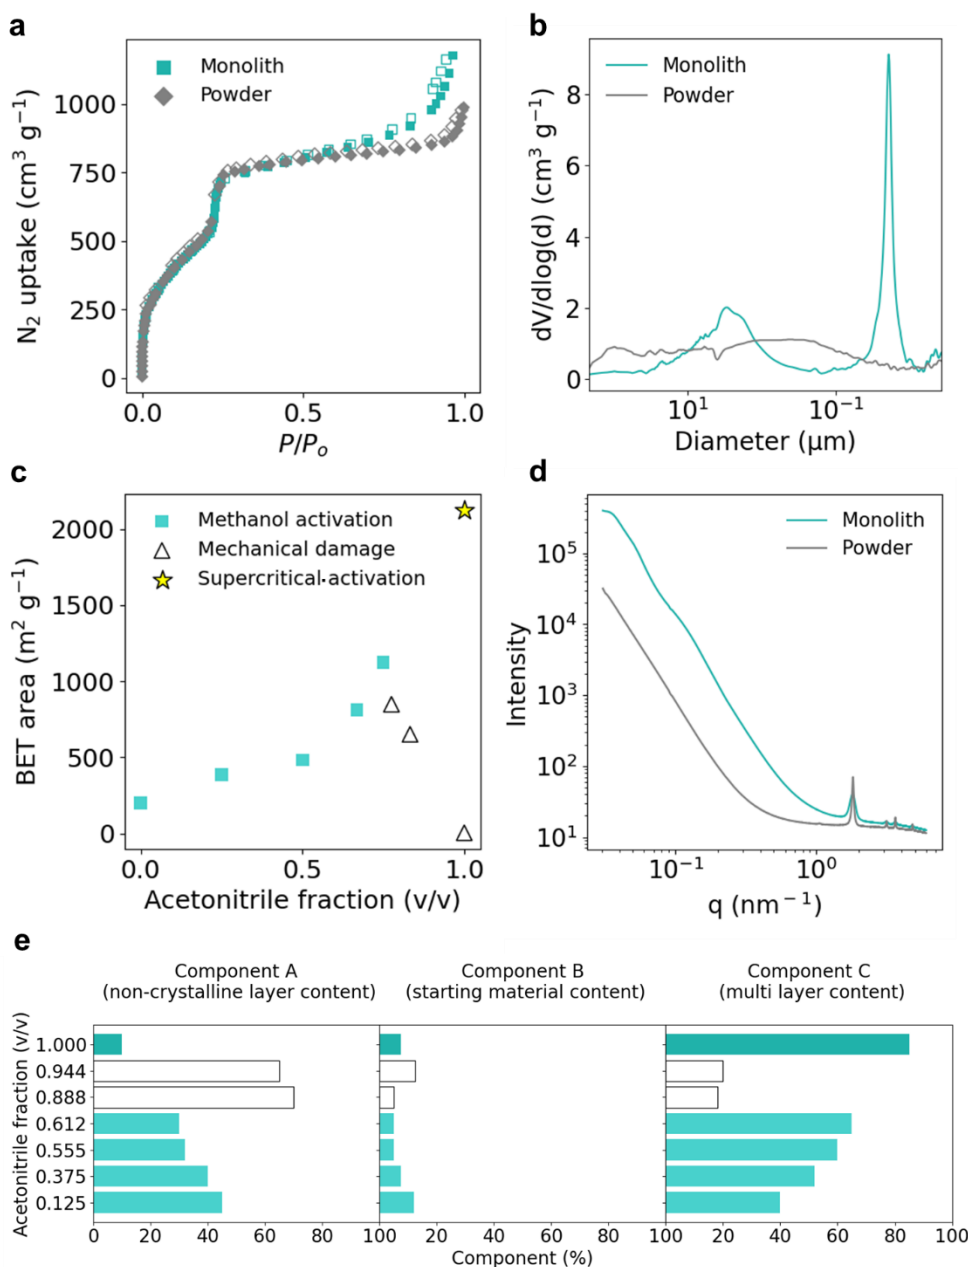 a
Monolith
Powder
N₂ uptake (cm³ g⁻¹)
1000
750
500
250
0
0.0 0.5 1.0
P/Pₒ
b
Monolith
Powder
dV/dlog(d) (cm³ g⁻¹)
8
6
4
2
0
10¹ 10⁻¹
Diameter (μm)
c
Methanol activation
Mechanical damage
Supercritical activation
BET area (m² g⁻¹)
2000
1500
1000
500
0
0.0 0.5 1.0
Acetonitrile fraction (v/v)
d
Monolith
Powder
Intensity
10⁵
10⁴
10³
10²
10¹
10⁻¹ 10⁰
q (nm⁻¹)
e
Component A
(non-crystalline layer content)
Component B
(starting material content)
Component C
(multi layer content)
Acetonitrile fraction (v/v)
1.000
0.944
0.888
0.612
0.555
0.375
0.125
0 20 40 60 80 100 20 40 60 80 100 20 40 60 80 100
Component (%)